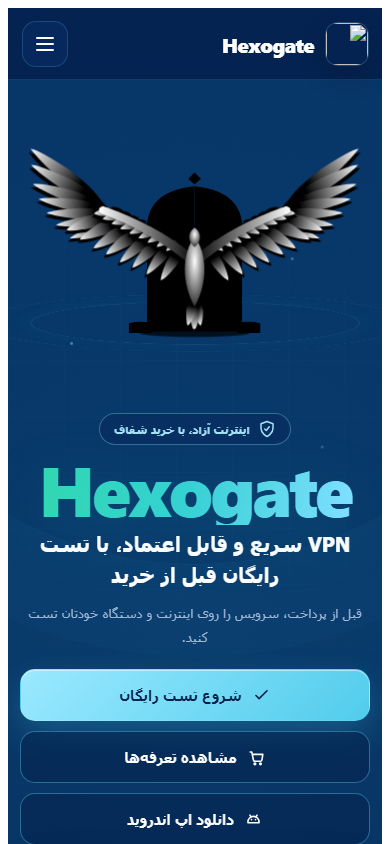 Hexogate
اینترنت آزاد، با خرید شفاف
Hexogate
VPN سریع و قابل اعتماد، با تست
رایگان قبل از خرید
قبل از پرداخت، سرویس را روی اینترنت و دستگاه خودتان تست
کنید.
شروع تست رایگان
مشاهده تعرفه‌ها
دانلود اپ اندروید